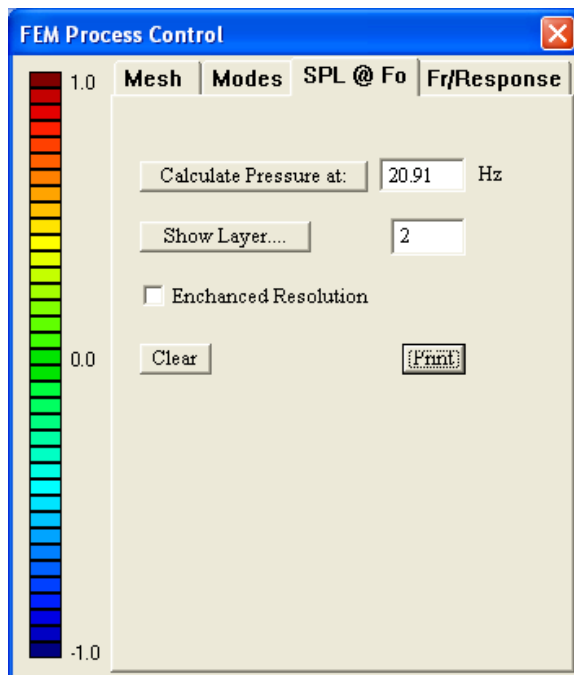 FEM Process Control
1.0 Mesh Modes SPL @ Fo Fr/Response
Calculate Pressure at: 20.91 Hz
Show Layer.... 2
Enchanced Resolution
0.0 Clear Print
-1.0